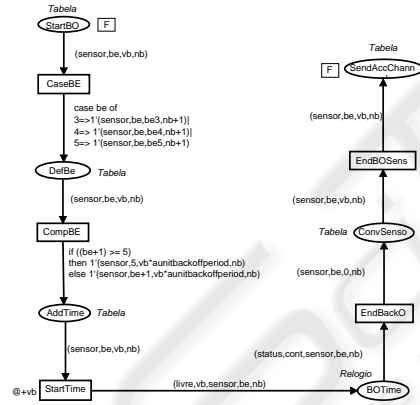 Tabela
StartBO
F
(sensor,be,vb,nb)
CaseBE
case be of
3=>1'(sensor,be,be3,nb+1)|
4=> 1'(sensor,be,be4,nb+1)|
5=> 1'(sensor,be,be5,nb+1)
DefBe
Tabela
(sensor,be,vb,nb)
CompBE
if ((be+1) >= 5)
then 1'(sensor,5,vb*aunitbackoffperiod,nb)
else 1'(sensor,be+1,vb*aunitbackoffperiod,nb)
AddTime
Tabela
(sensor,be,vb,nb)
@+vb
StartTime
(livre,vb,sensor,be,nb)
Relogio
BOTime
(status,cont,sensor,be,nb)
EndBackO
(sensor,be,0,nb)
Tabela
ConvSenso
(sensor,be,vb,nb)
EndBOSens
(sensor,be,vb,nb)
F
SendAccChann
Tabela